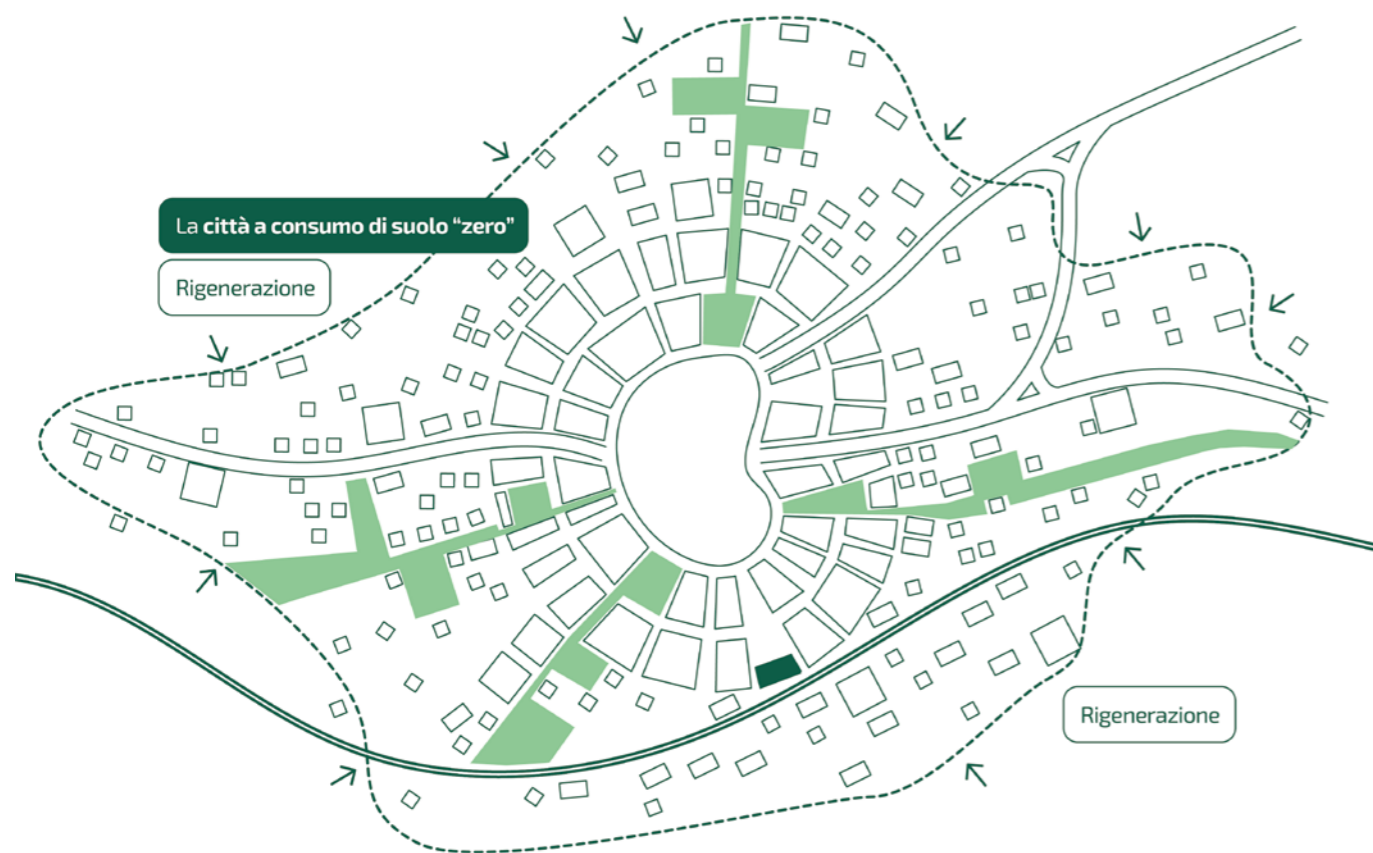 La città a consumo di suolo “zero”
Rigenerazione
Rigenerazione